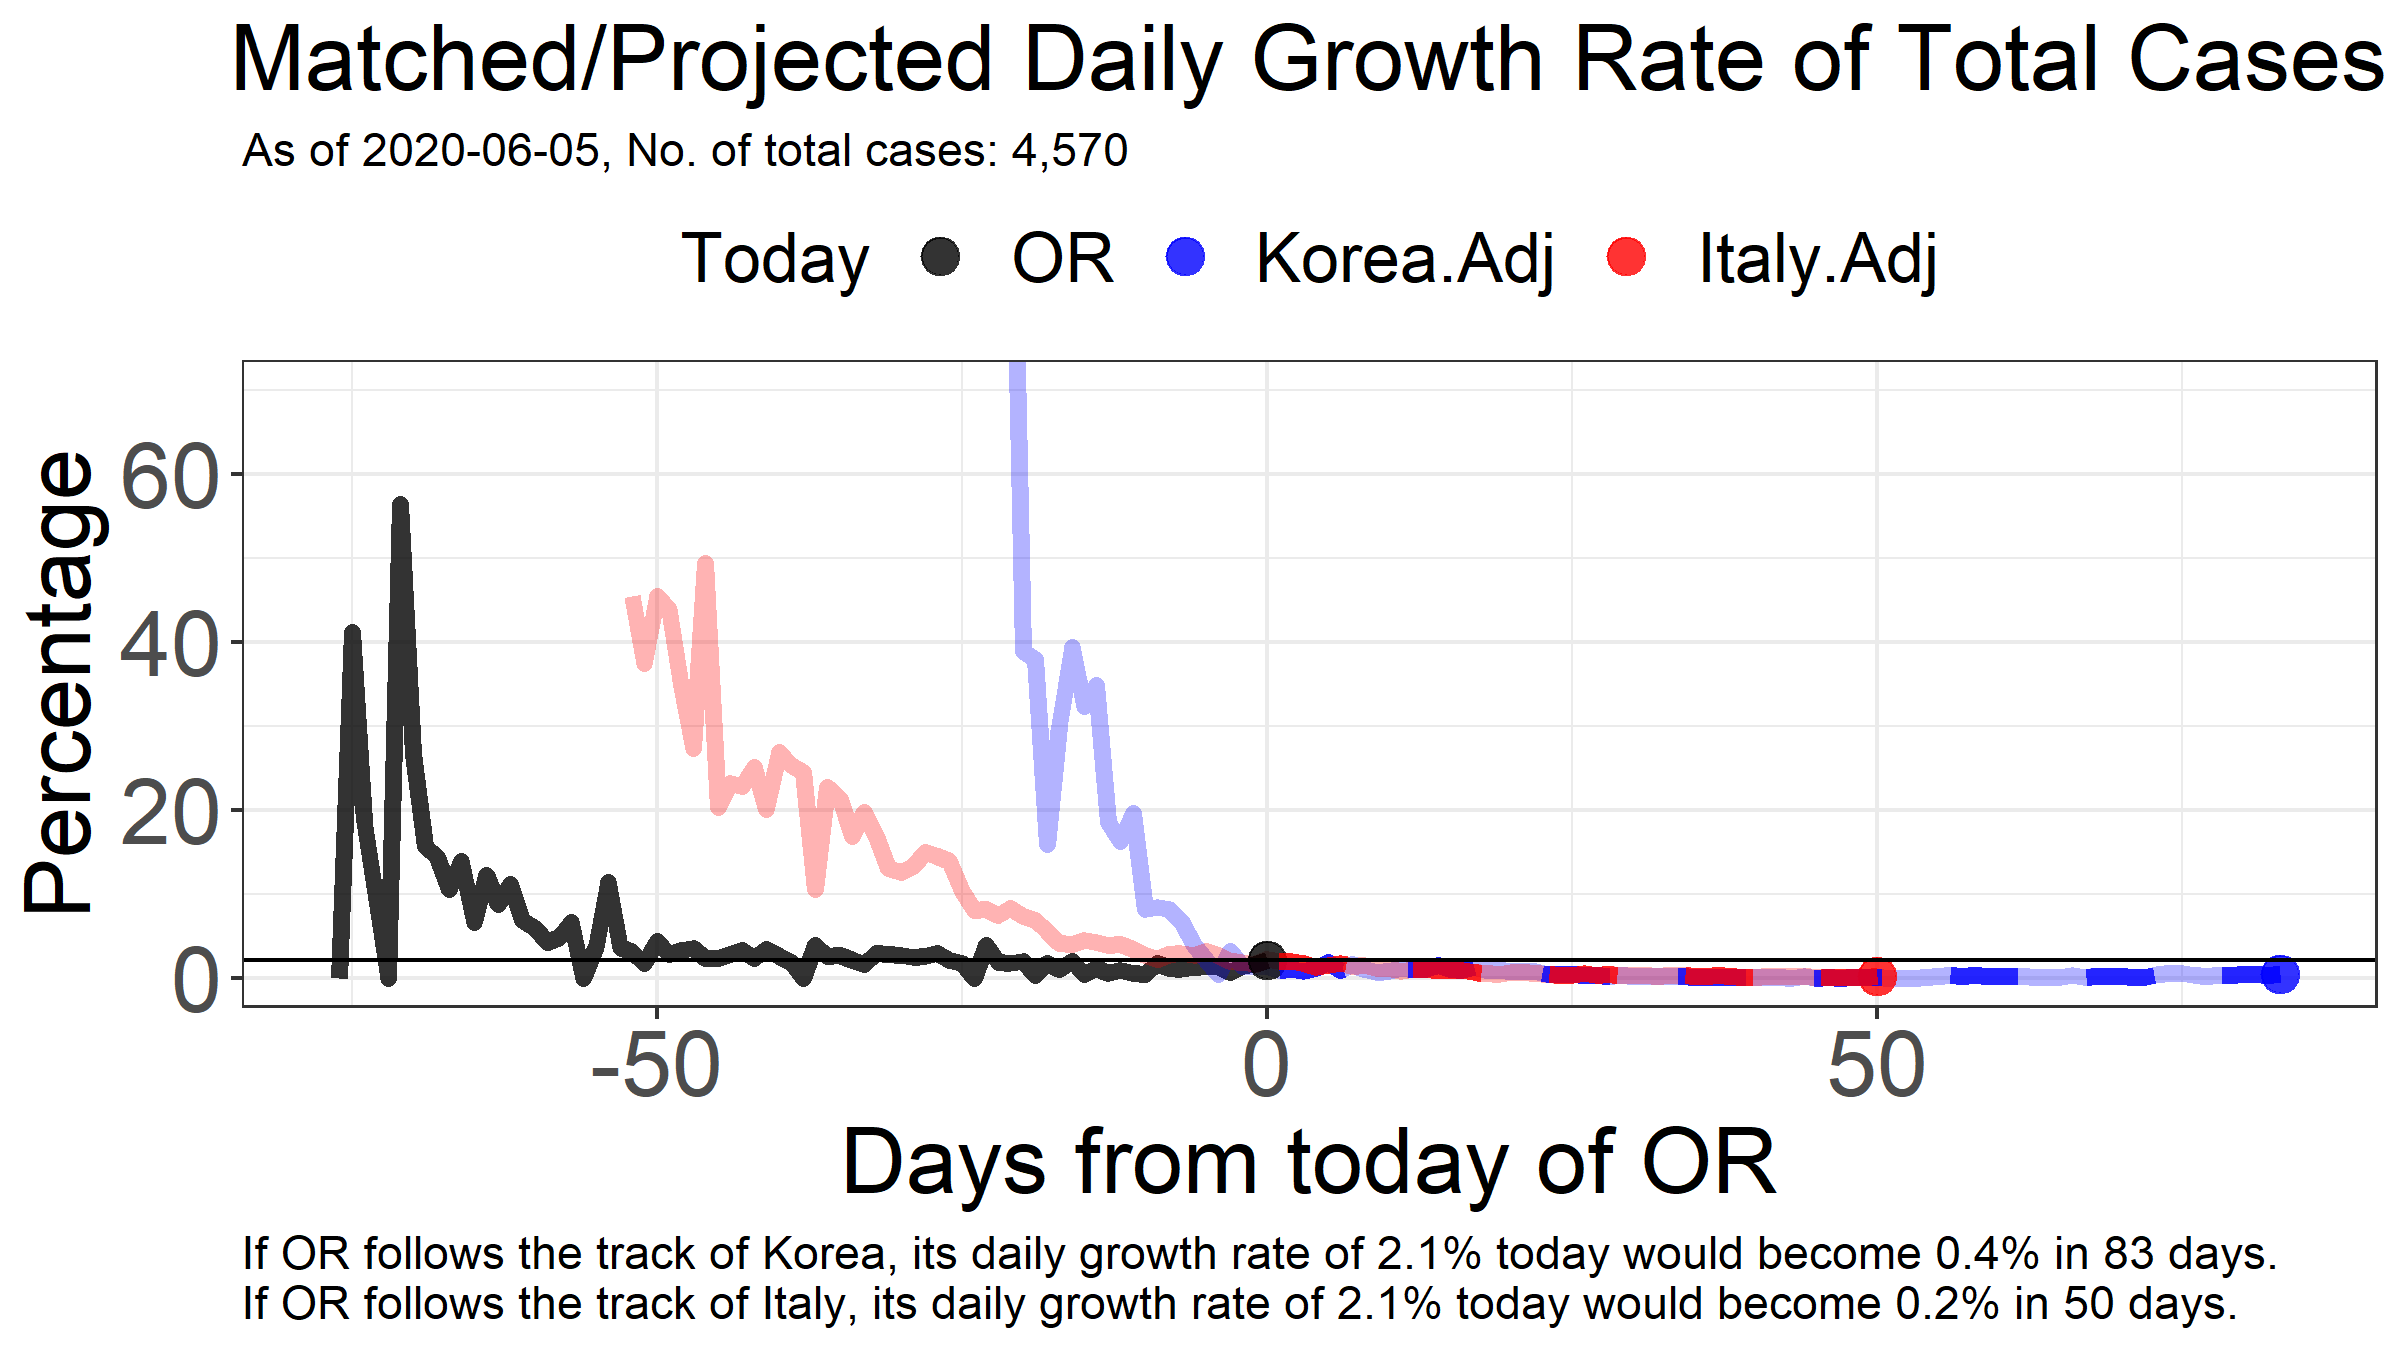 Matched/Projected Daily Growth Rate of Total Cases
As of 2020-06-05, No. of total cases: 4,570
Today OR Korea.Adj Italy.Adj
Percentage
60
40
20
0
-50 0 50
Days from today of OR
If OR follows the track of Korea, its daily growth rate of 2.1% today would become 0.4% in 83 days.
If OR follows the track of Italy, its daily growth rate of 2.1% today would become 0.2% in 50 days.